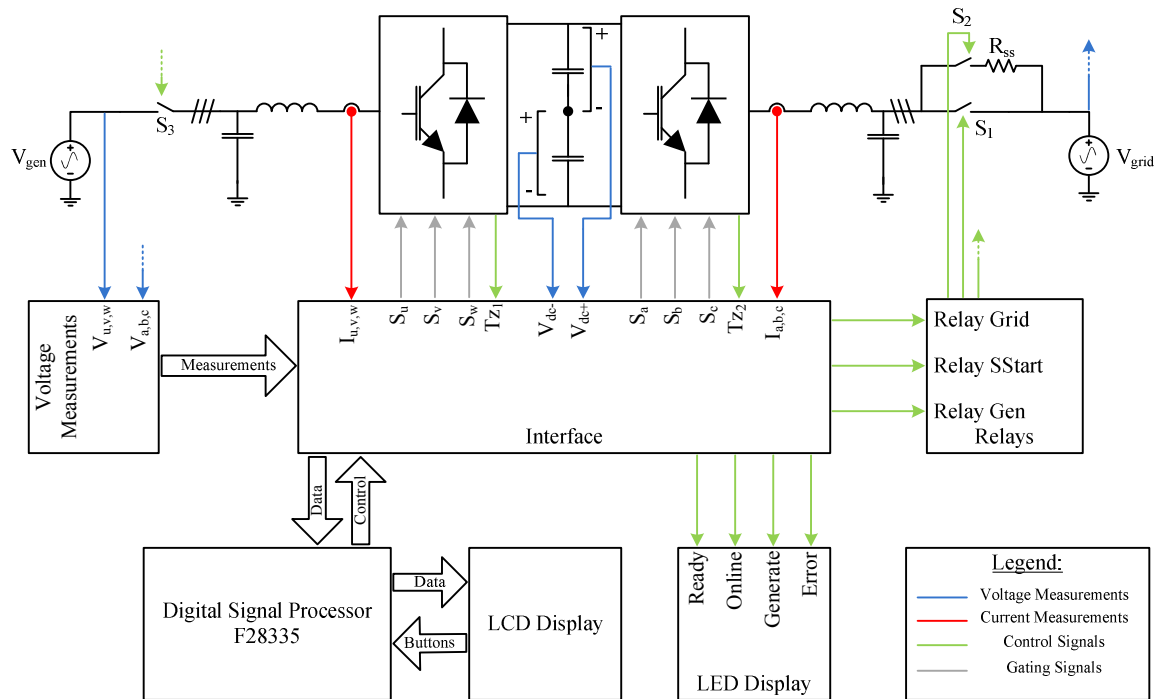 S2
Rss
S1
S3
Vgen
Vgrid
+
-
+
-
Vu,v,w
Va,b,c
Voltage
Measurements
Measurements
Iu,v,w
Su
Sv
Sw
Tz1
Vdc-
Vdc+
Sa
Sb
Sc
Tz2
Ia,b,c
Interface
Relay Grid
Relay SStart
Relay Gen
Relays
Data
Control
Digital Signal Processor
F28335
Data
Buttons
LCD Display
Ready
Online
Generate
Error
LED Display
Legend:
Voltage Measurements
Current Measurements
Control Signals
Gating Signals